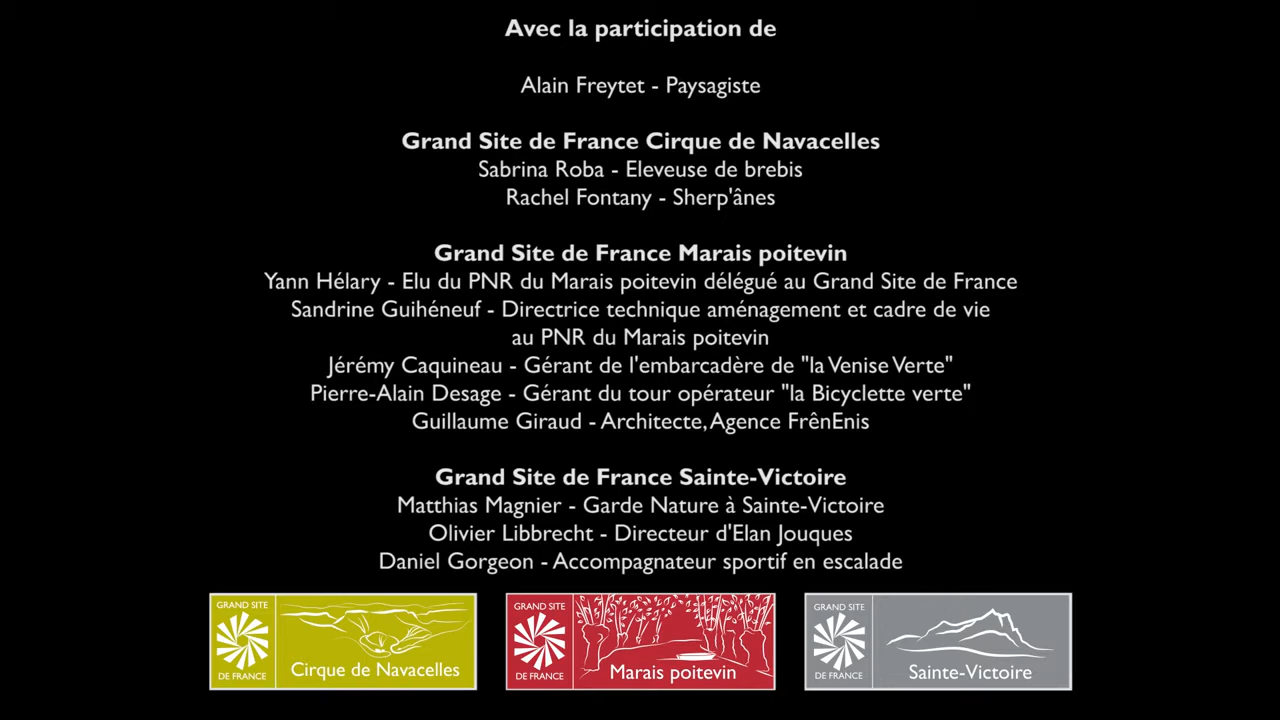 Avec la participation de
Alain Freytet - Paysagiste
Grand Site de France Cirque de Navacelles
Sabrina Roba - Eleveuse de brebis
Rachel Fontany - Sherp'ânes
Grand Site de France Marais poitevin
Yann Hélary - Elu du PNR du Marais poitevin délégué au Grand Site de France
Sandrine Guihéneuf - Directrice technique aménagement et cadre de vie
au PNR du Marais poitevin
Jérémy Caquineau - Gérant de l'embarcadère de "la Venise Verte"
Pierre-Alain Desage - Gérant du tour opérateur "la Bicyclette verte"
Guillaume Giraud - Architecte, Agence FrênEnis
Grand Site de France Sainte-Victoire
Matthias Magnier - Garde Nature à Sainte-Victoire
Olivier Libbrecht - Directeur d'Elan Jouques
Daniel Gorgeon - Accompagnateur sportif en escalade
GRAND SITE
DE FRANCE
Cirque de Navacelles
GRAND SITE
DE FRANCE
Marais poitevin
GRAND SITE
DE FRANCE
Sainte-Victoire